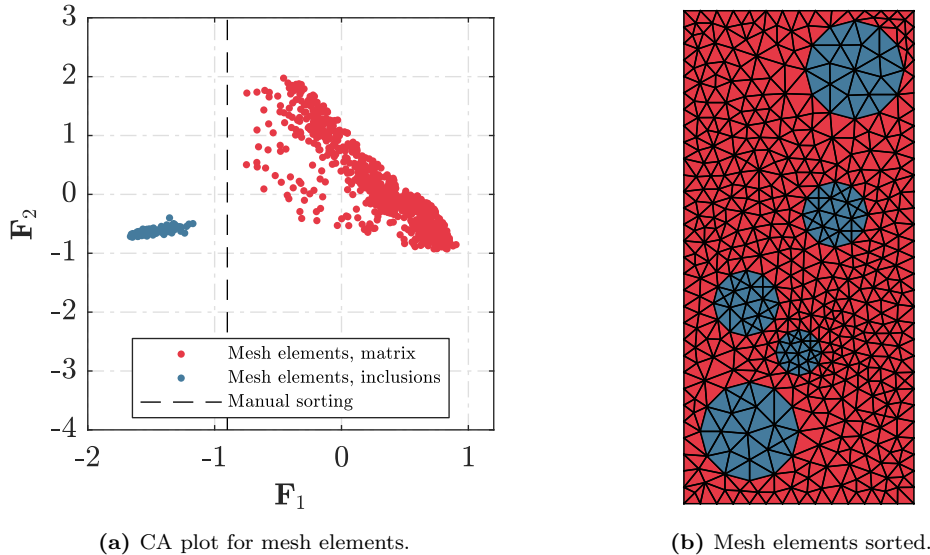 3
2
1
0
-1
-2
-3
-4
F2
-2 -1 0 1
F1
Mesh elements, matrix
Mesh elements, inclusions
Manual sorting
(a) CA plot for mesh elements.
(b) Mesh elements sorted.